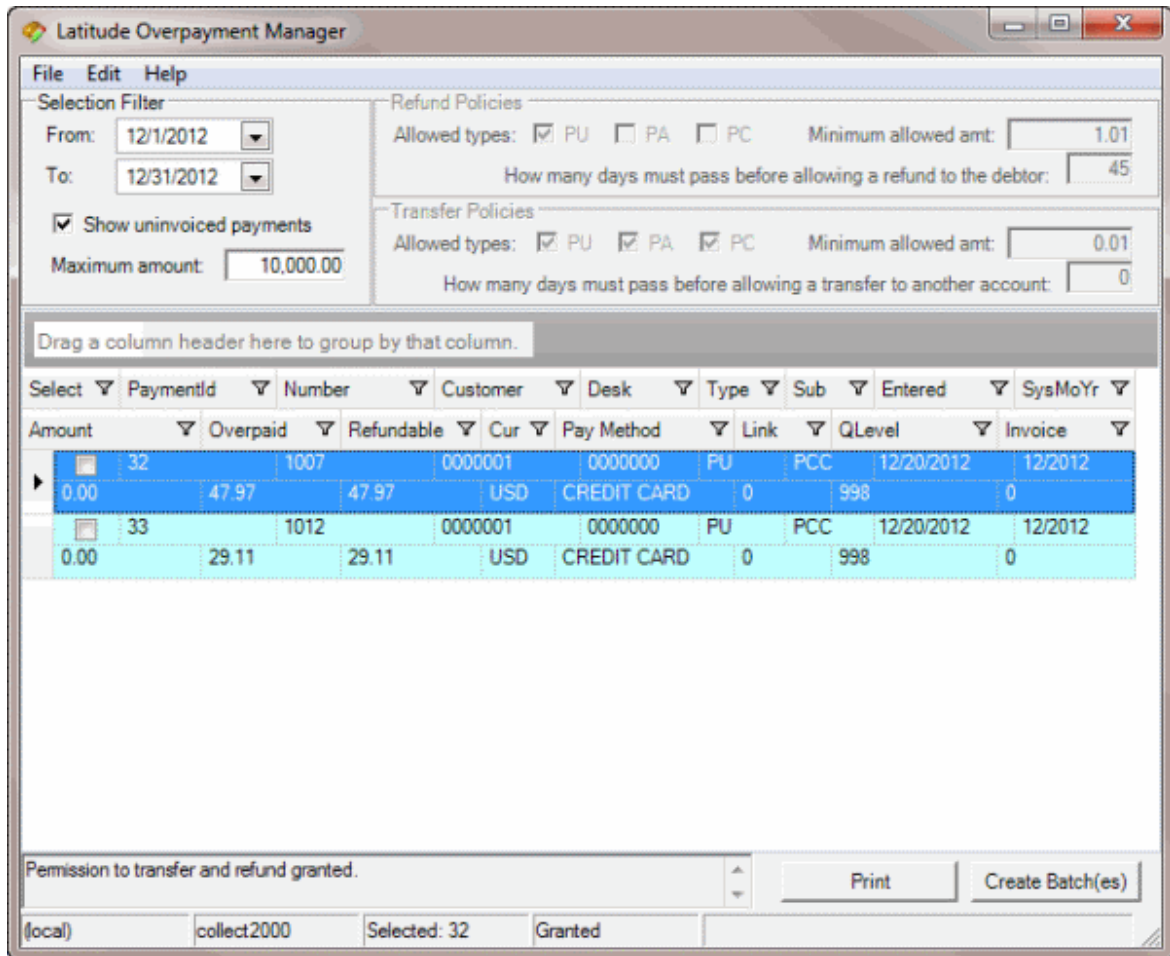 Latitude Overpayment Manager
File Edit Help
Selection Filter
From: 12/1/2012
To: 12/31/2012
Show uninvoiced payments
Maximum amount: 10,000.00
Refund Policies
Allowed types: PU PA PC Minimum allowed amt: 1.01
How many days must pass before allowing a refund to the debtor: 45
Transfer Policies
Allowed types: PU PA PC Minimum allowed amt: 0.01
How many days must pass before allowing a transfer to another account: 0
Drag a column header here to group by that column.
Select PaymentId Number Customer Desk Type Sub Entered SysMoYr
Amount Overpaid Refundable Cur Pay Method Link QLevel Invoice
32 1007 0000001 0000000 PU PCC 12/20/2012 12/2012
0.00 47.97 47.97 USD CREDIT CARD 0 998 0
33 1012 0000001 0000000 PU PCC 12/20/2012 12/2012
0.00 29.11 29.11 USD CREDIT CARD 0 998 0
Permission to transfer and refund granted.
Print Create Batch(es)
(local) collect2000 Selected: 32 Granted